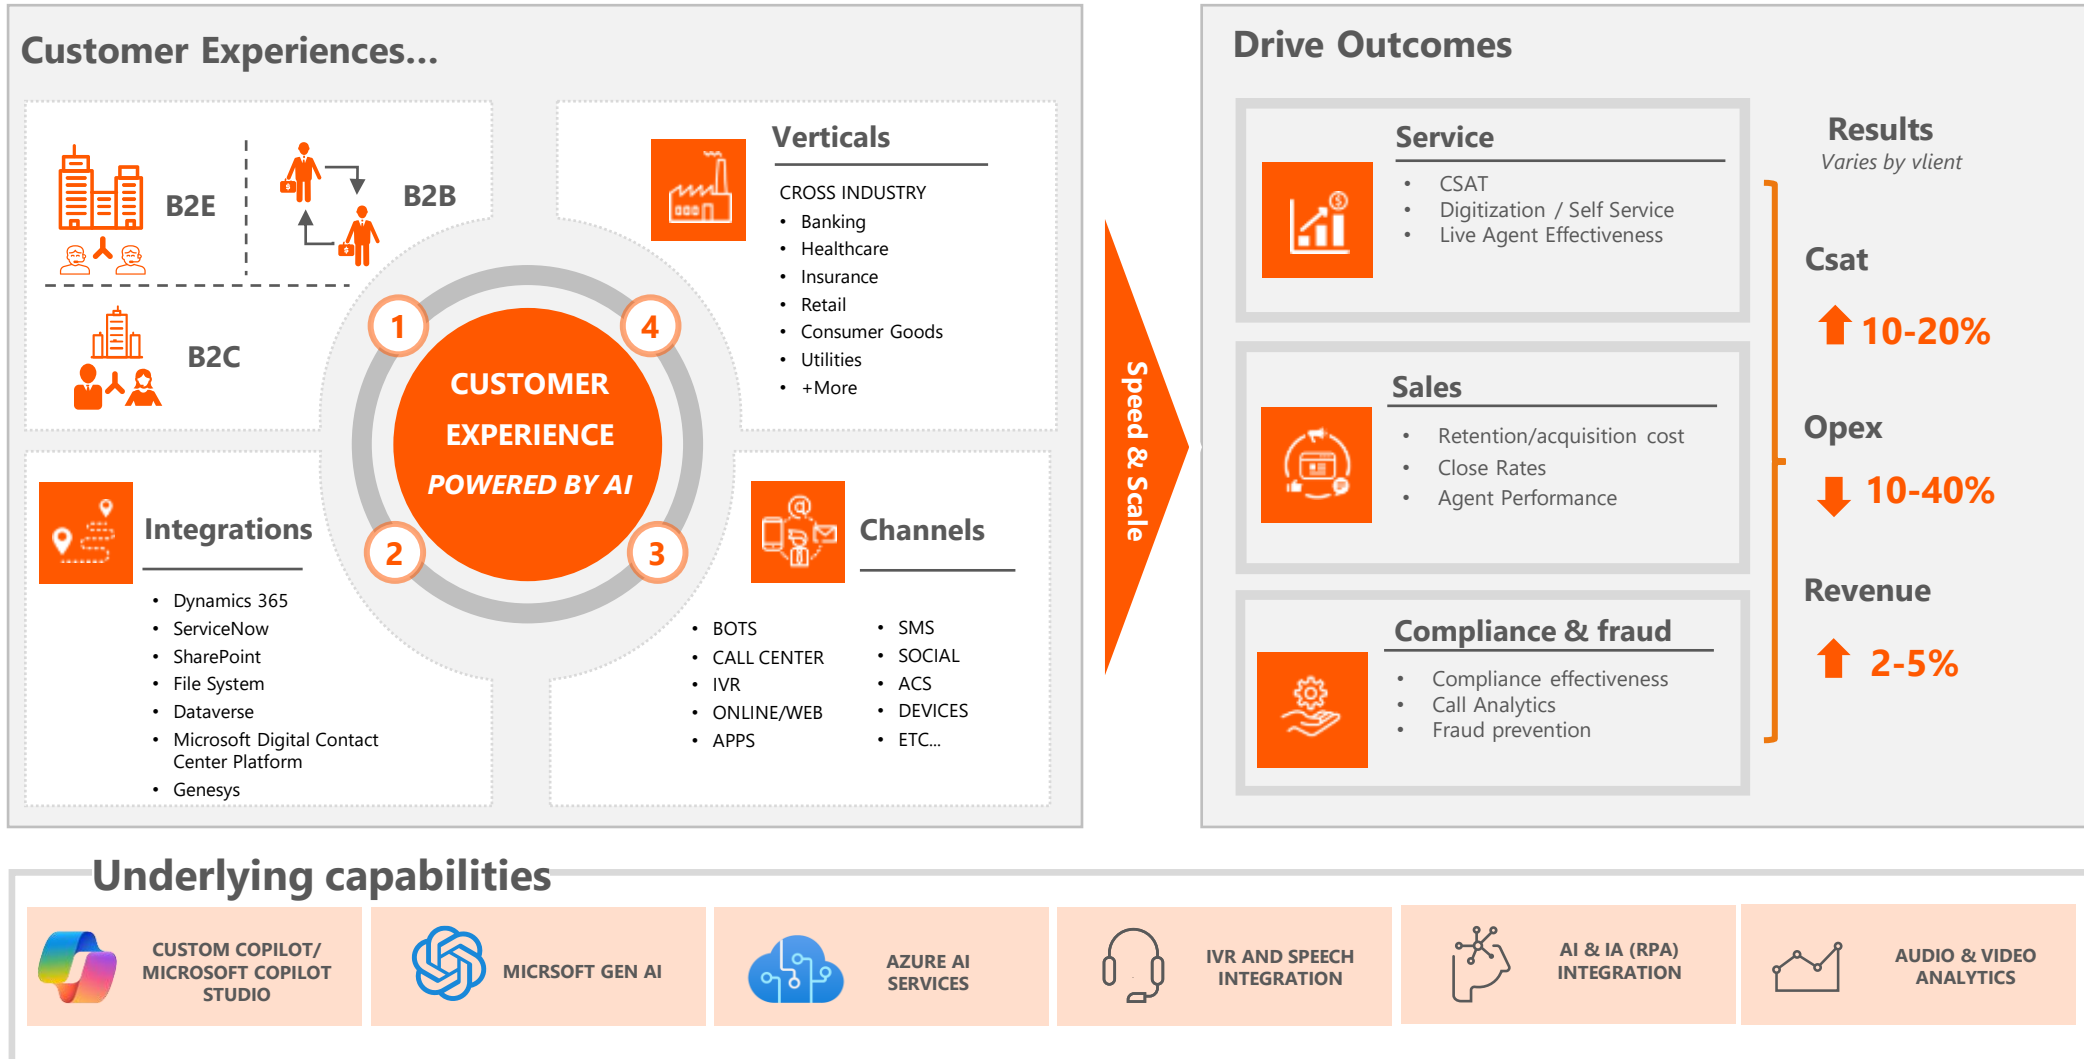 Customer Experiences...
B2E
B2B
B2C
1
2
3
4
CUSTOMER
EXPERIENCE
POWERED BY AI
Verticals
CROSS INDUSTRY
• Banking
• Healthcare
• Insurance
• Retail
• Consumer Goods
• Utilities
• +More
Integrations
• Dynamics 365
• ServiceNow
• SharePoint
• File System
• Dataverse
• Microsoft Digital Contact
Center Platform
• Genesys
Channels
• BOTS
• CALL CENTER
• IVR
• ONLINE/WEB
• APPS
• SMS
• SOCIAL
• ACS
• DEVICES
• ETC...
Speed & Scale
Drive Outcomes
Service
• CSAT
• Digitization / Self Service
• Live Agent Effectiveness
Sales
• Retention/acquisition cost
• Close Rates
• Agent Performance
Compliance & fraud
• Compliance effectiveness
• Call Analytics
• Fraud prevention
Results
Varies by vlient
Csat
10-20%
Opex
10-40%
Revenue
2-5%
Underlying capabilities
CUSTOM COPILOT/
MICROSOFT COPILOT
STUDIO
MICRSOFT GEN AI
AZURE AI
SERVICES
IVR AND SPEECH
INTEGRATION
AI & IA (RPA)
INTEGRATION
AUDIO & VIDEO
ANALYTICS